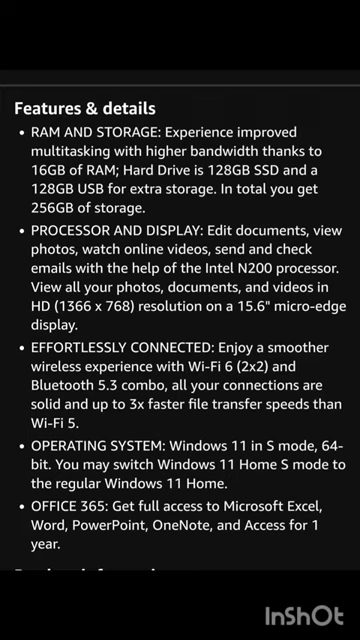 Features & details
• RAM AND STORAGE: Experience improved
multitasking with higher bandwidth thanks to
16GB of RAM; Hard Drive is 128GB SSD and a
128GB USB for extra storage. In total you get
256GB of storage.
• PROCESSOR AND DISPLAY: Edit documents, view
photos, watch online videos, send and check
emails with the help of the Intel N200 processor.
View all your photos, documents, and videos in
HD (1366 x 768) resolution on a 15.6" micro-edge
display.
• EFFORTLESSLY CONNECTED: Enjoy a smoother
wireless experience with Wi-Fi 6 (2x2) and
Bluetooth 5.3 combo, all your connections are
solid and up to 3x faster file transfer speeds than
Wi-Fi 5.
• OPERATING SYSTEM: Windows 11 in S mode, 64-
bit. You may switch Windows 11 Home S mode to
the regular Windows 11 Home.
• OFFICE 365: Get full access to Microsoft Excel,
Word, PowerPoint, OneNote, and Access for 1
year.
InShOt